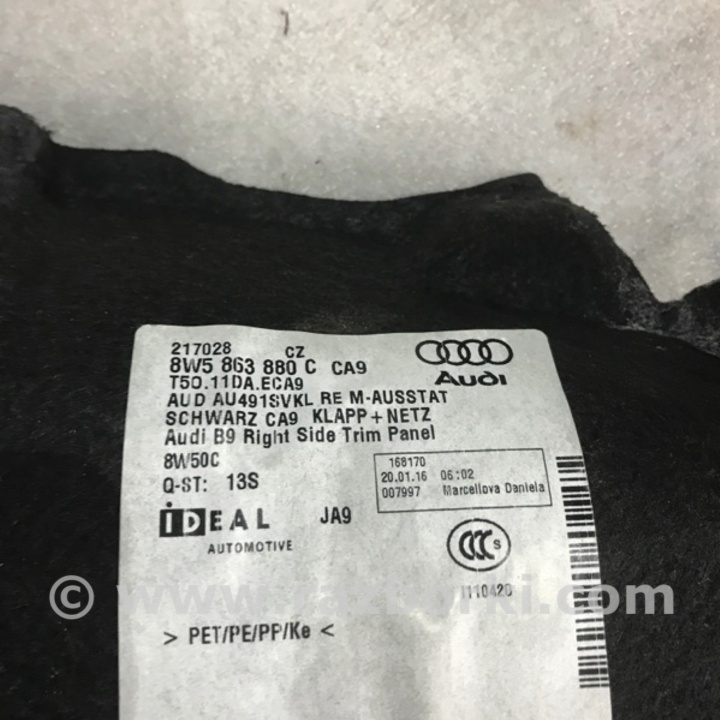 217028 CZ
8W5 863 880 C CA9
T50.11DA.ECA9
AUD AU491SVKL RE M-AUSSTAT
SCHWARZ CA9 KLAPP+NETZ
Audi B9 Right Side Trim Panel
Audi
8W50C
Q-ST: 13S
168170
20.01.16 06:02
007997 Marcellova Daniela
iDEAL JA9
AUTOMOTIVE
CCC S
> PET/PE/PP/Ke <